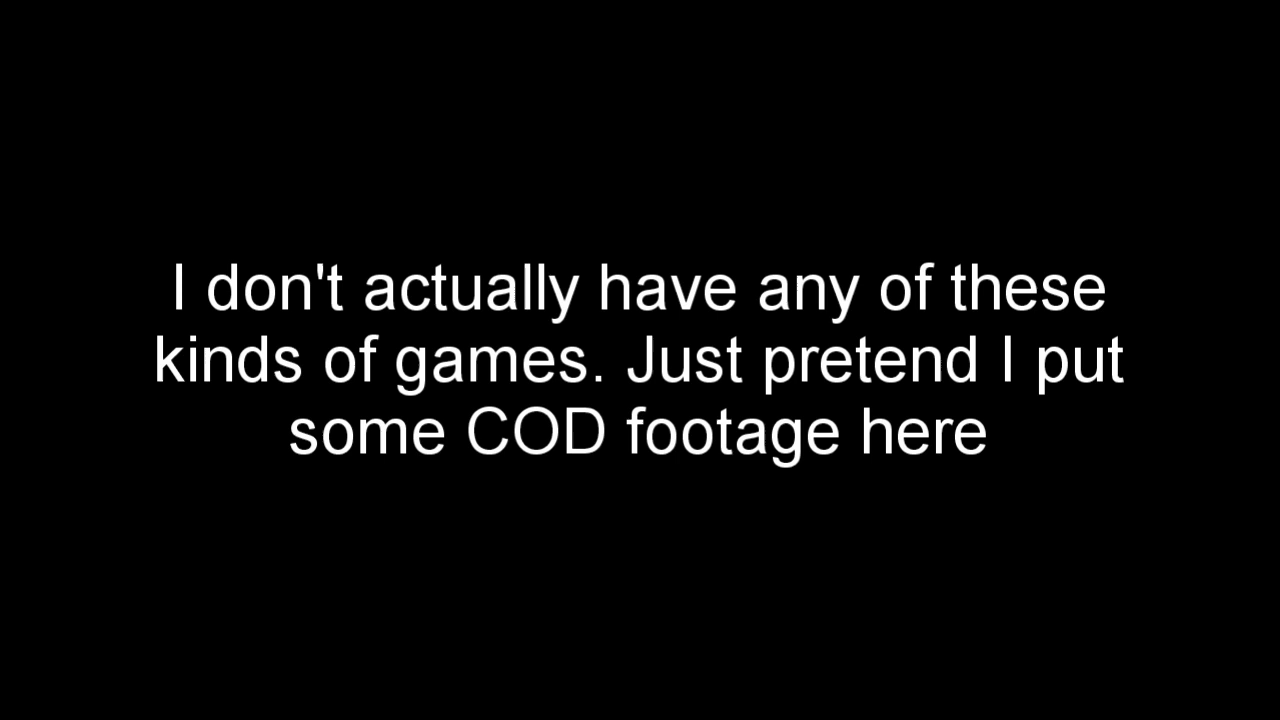 I don't actually have any of these
kinds of games. Just pretend I put
some COD footage here